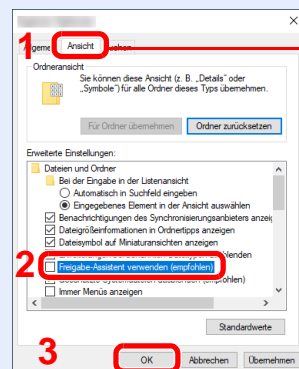 1
Ansicht
Ordneransicht
Sie können diese Ansicht (z. B. „Details“ oder
„Symbole“) für alle Ordner dieses Typs übernehmen.
Für Ordner übernehmen Ordner zurücksetzen
Erweiterte Einstellungen:
Dateien und Ordner
Bei der Eingabe in der Listenansicht
Automatisch in Suchfeld eingeben
Eingegebenes Element in der Ansicht auswählen
Benachrichtigungen des Synchronisierungsanbieters
Dateigrößeinformationen in Ordnertipps anzeigen
Dateisymbol auf Miniaturansichten anzeigen
2
Freigabe-Assistent verwenden (empfohlen)
Immer Menüs anzeigen
Standardwerte
3
OK Abbrechen Übernehmen